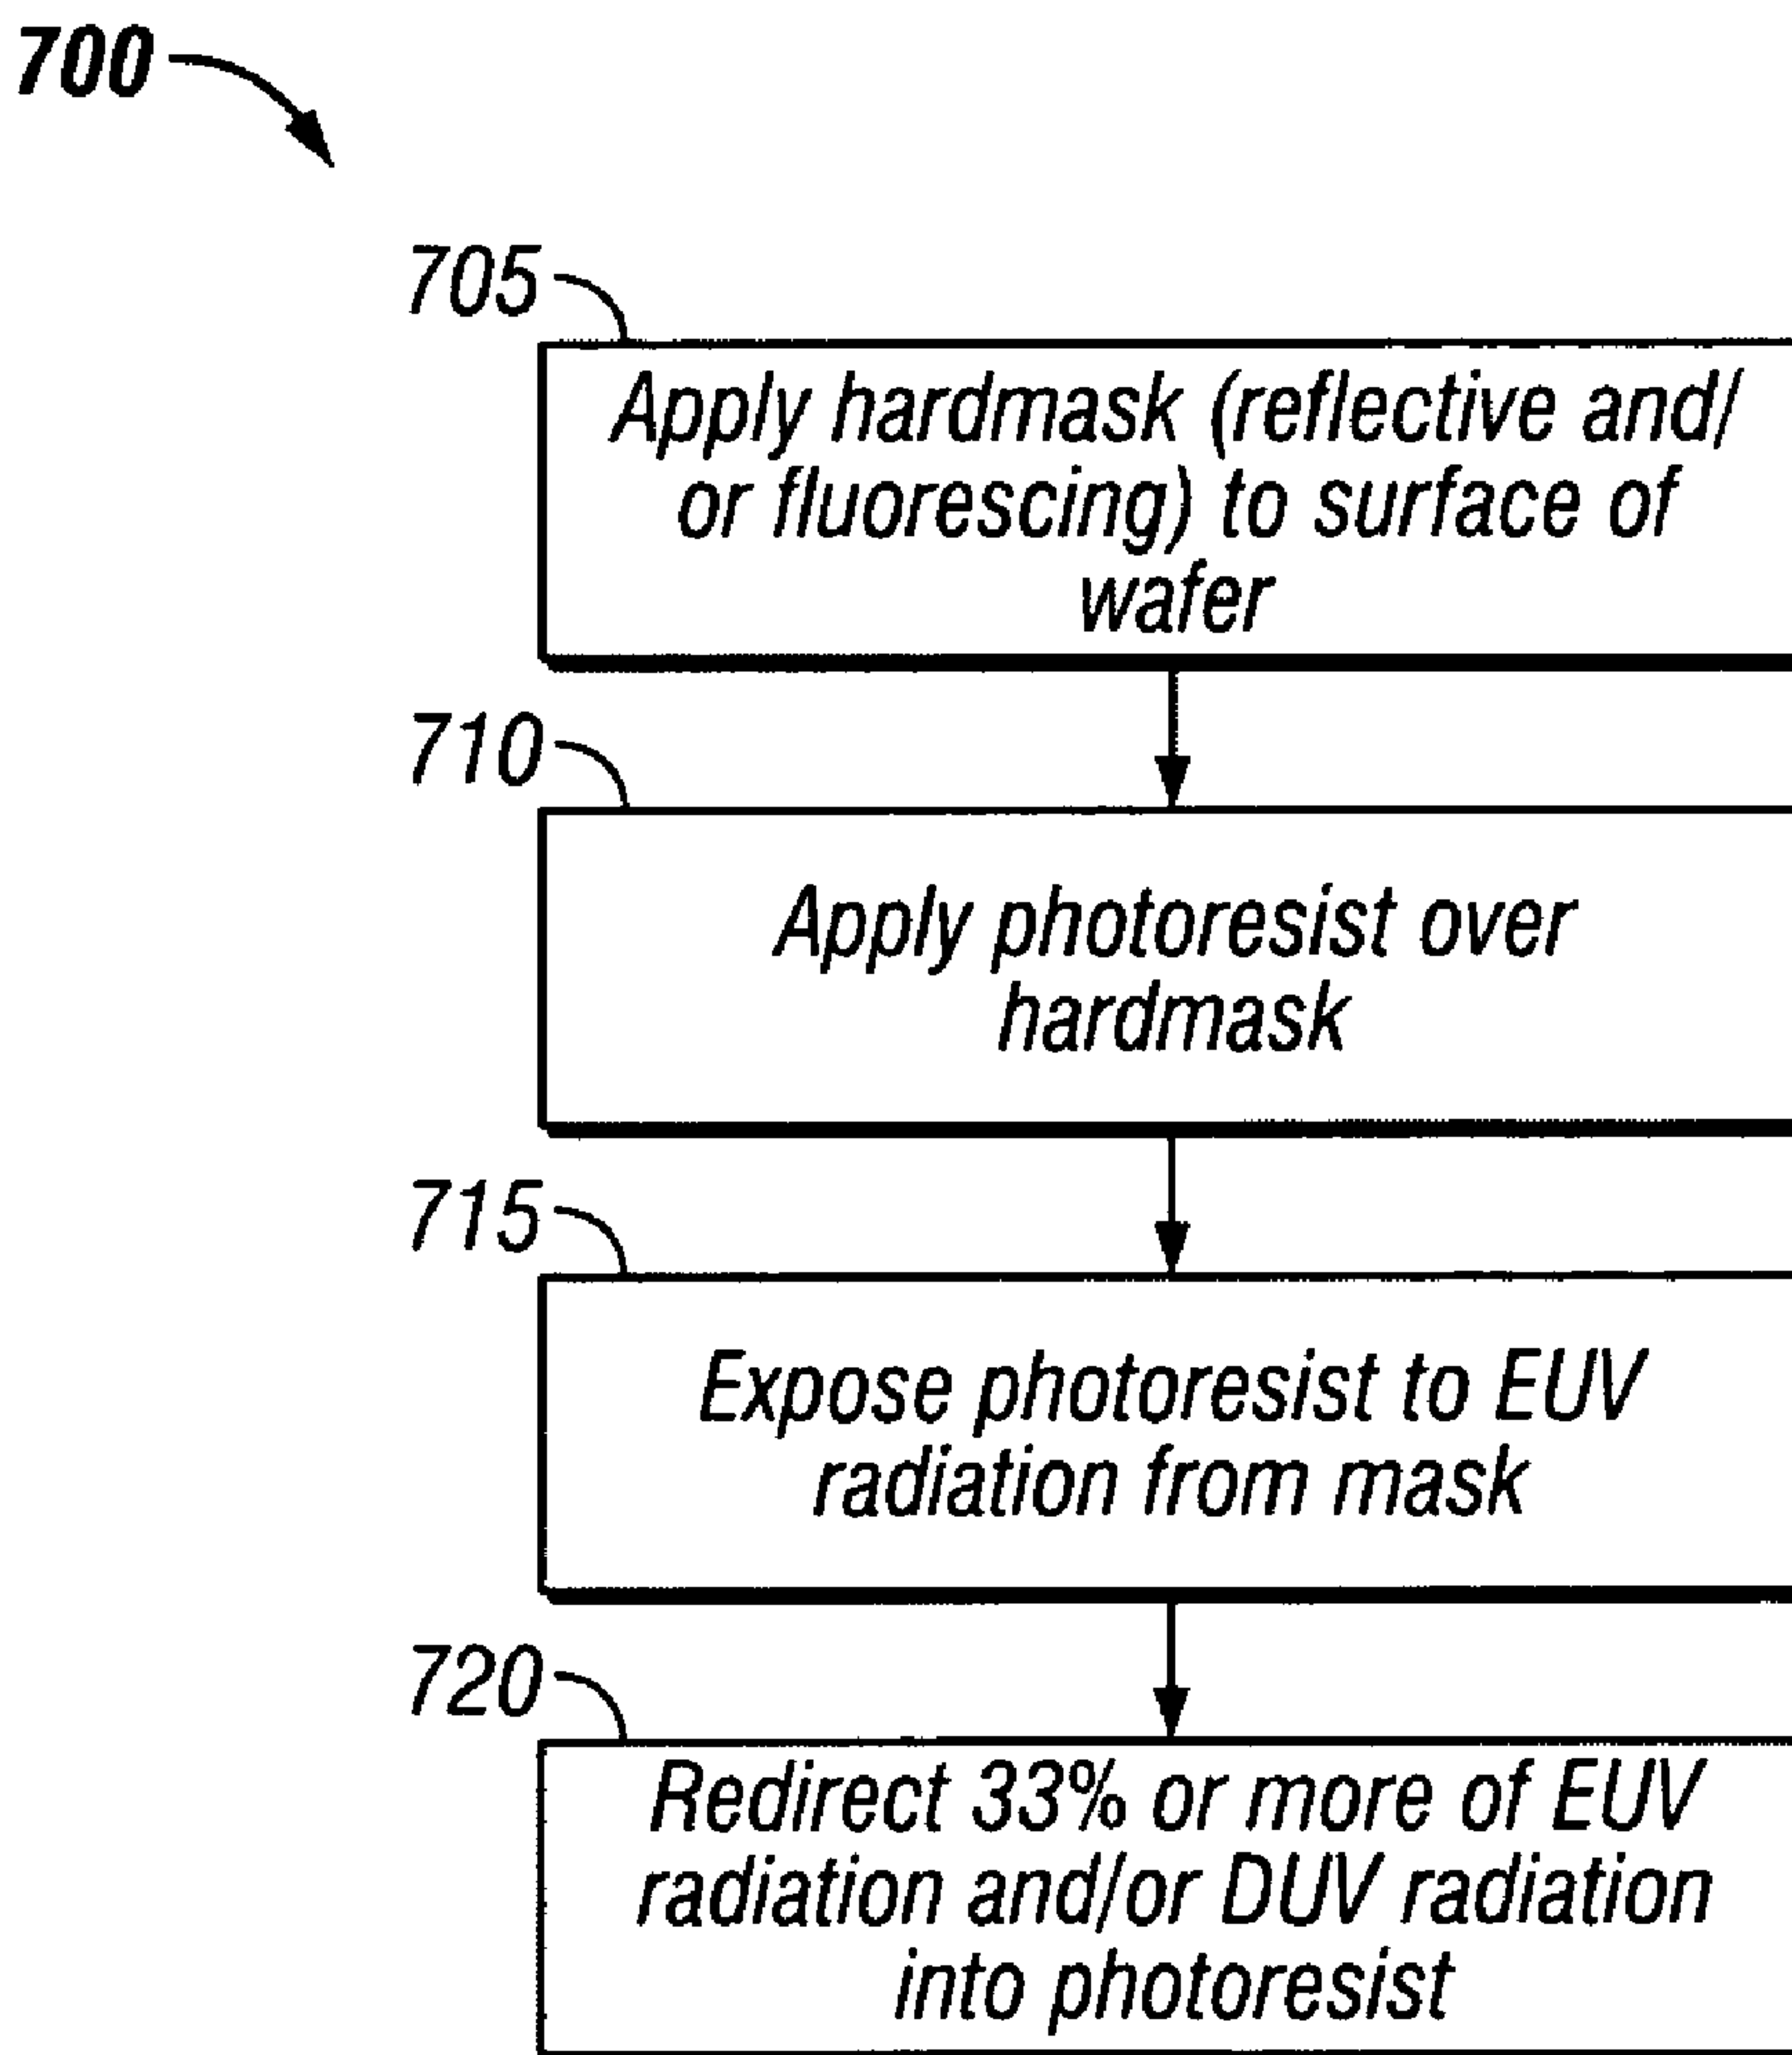 700
705
Apply hardmask (reflective and/
or fluorescing) to surface of
wafer
710
Apply photoresist over
hardmask
715
Expose photoresist to EUV
radiation from mask
720
Redirect 33% or more of EUV
radiation and/or DUV radiation
into photoresist